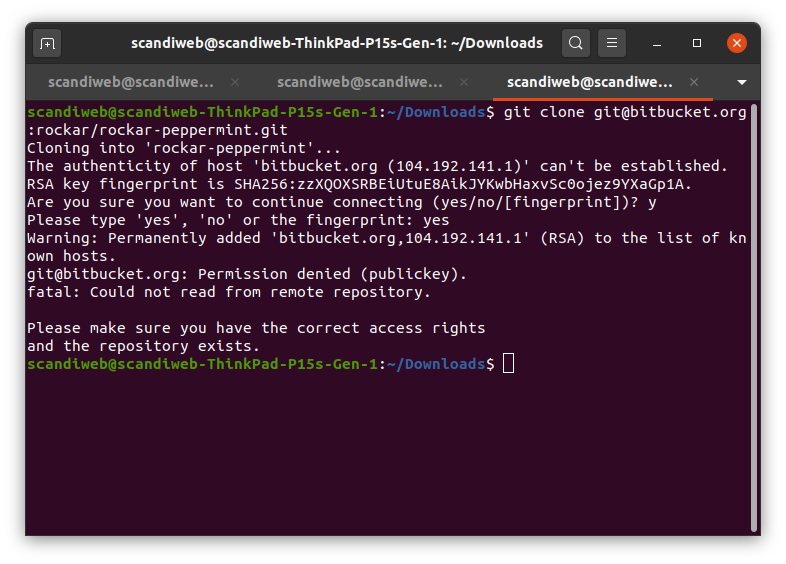 scandiweb@scandiweb-ThinkPad-P15s-Gen-1: ~/Downloads
scandiweb@scandiwe... × scandiweb@scandiwe... × scandiweb@scandiwe... ×
scandiweb@scandiweb-ThinkPad-P15s-Gen-1:~/Downloads$ git clone git@bitbucket.org
:rockar/rockar-peppermint.git
Cloning into 'rockar-peppermint'...
The authenticity of host 'bitbucket.org (104.192.141.1)' can't be established.
RSA key fingerprint is SHA256:zzXQOXSRBEiUtuE8AikJYKwbHaxvSc0ojez9YXaGp1A.
Are you sure you want to continue connecting (yes/no/[fingerprint])? y
Please type 'yes', 'no' or the fingerprint: yes
Warning: Permanently added 'bitbucket.org,104.192.141.1' (RSA) to the list of kn
own hosts.
git@bitbucket.org: Permission denied (publickey).
fatal: Could not read from remote repository.

Please make sure you have the correct access rights
and the repository exists.
scandiweb@scandiweb-ThinkPad-P15s-Gen-1:~/Downloads$